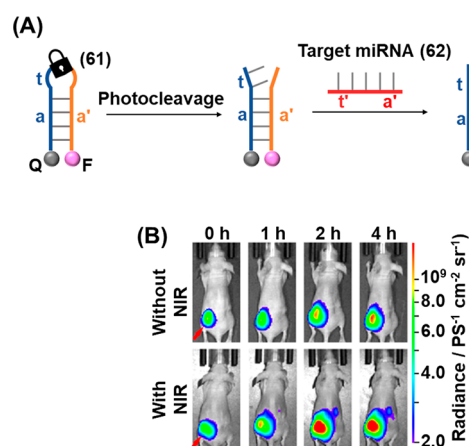 (A)
(61)
Target miRNA (62)
t
Photocleavage
t
t' a'
t
a a'
a a'
a
Q F
(B)
0 h 1 h 2 h 4 h
Without
NIR
With
NIR
10⁹
8.0
6.0
4.0
2.0
Radiance / PS⁻¹ cm⁻² sr⁻¹)